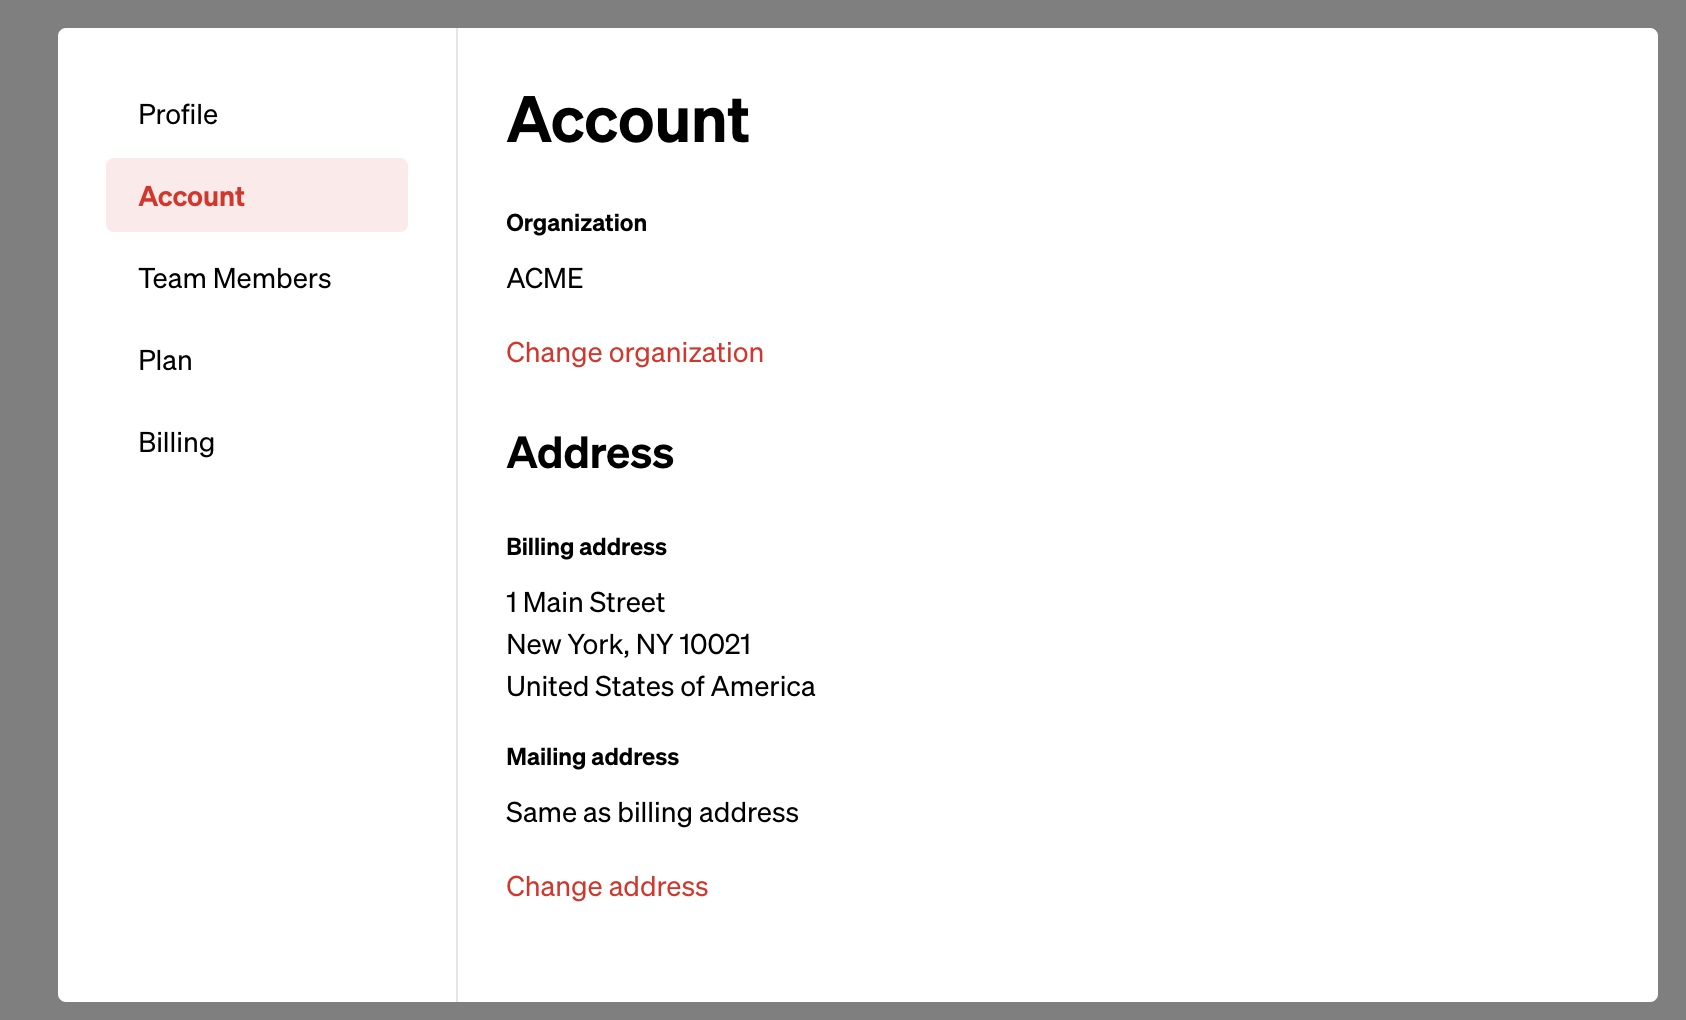 Profile
Account
Team Members
Plan
Billing
Account
Organization
ACME
Change organization
Address
Billing address
1 Main Street
New York, NY 10021
United States of America
Mailing address
Same as billing address
Change address